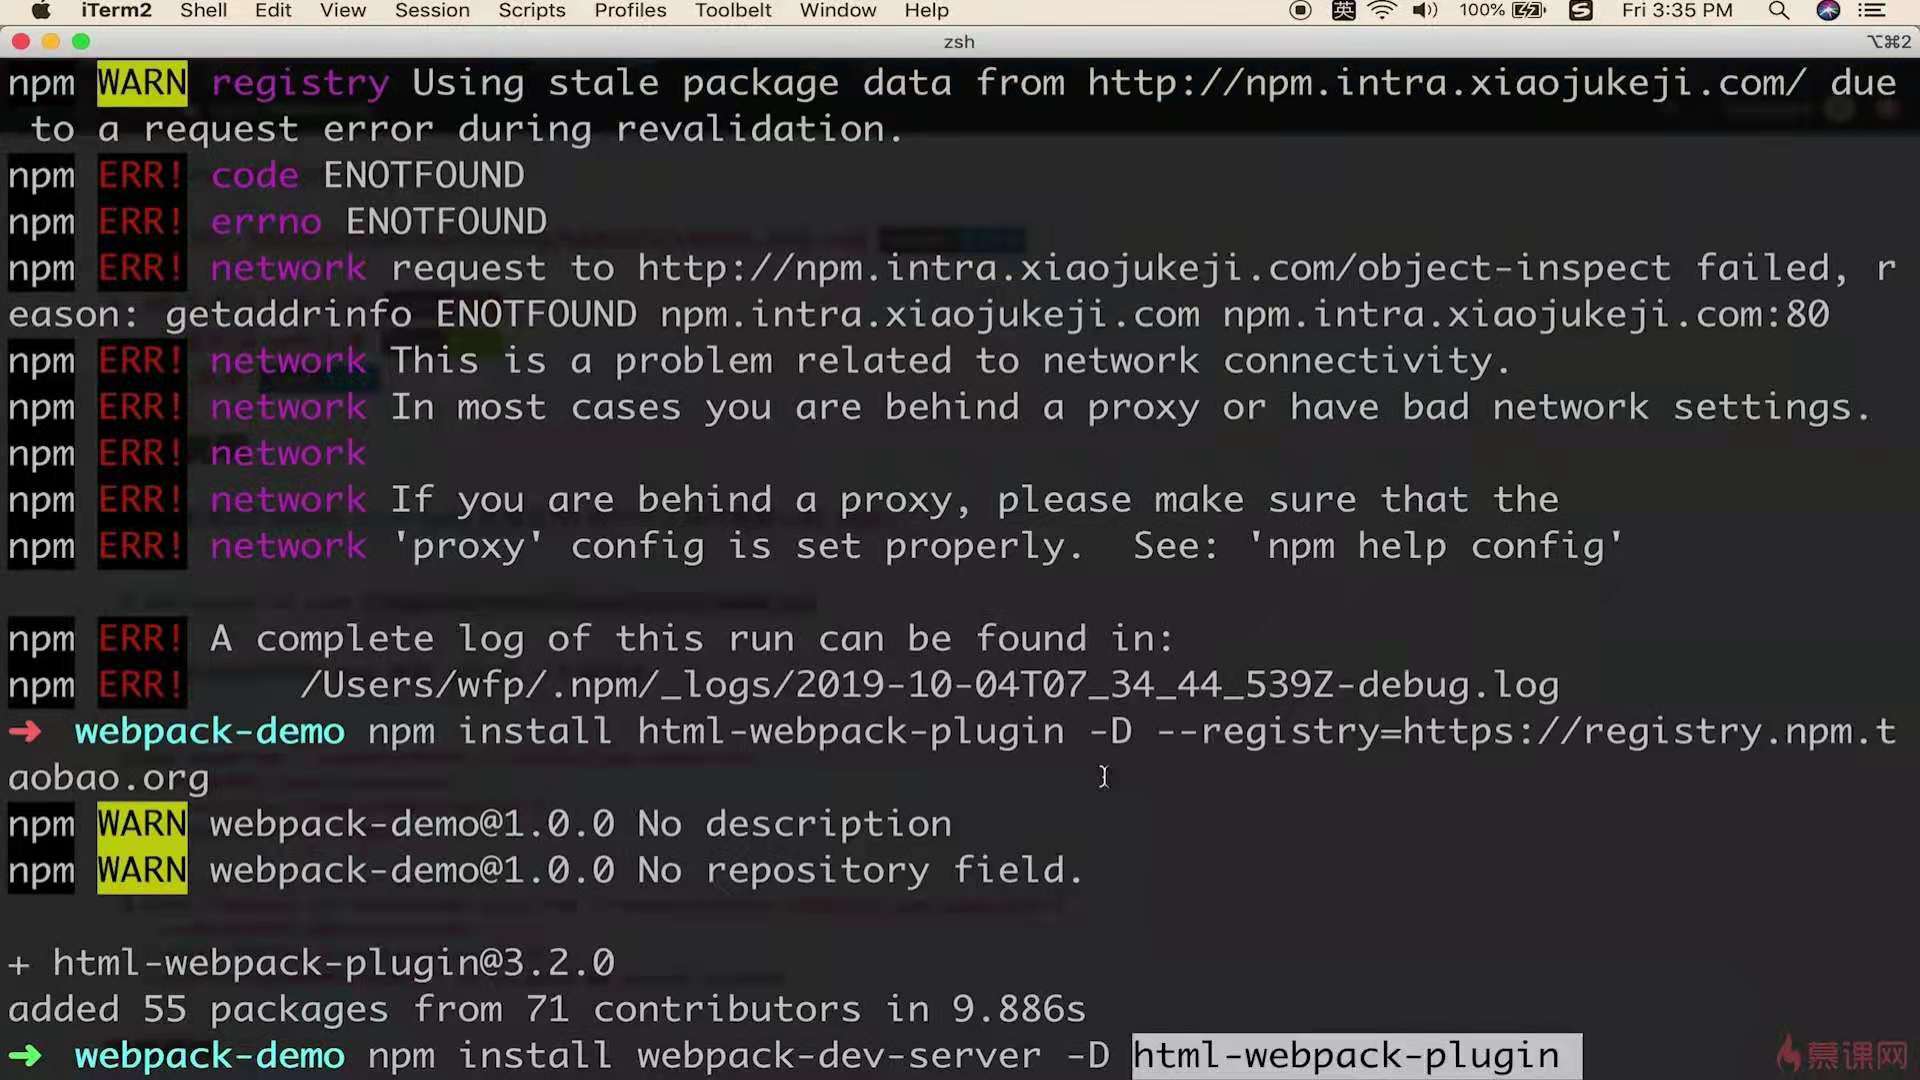 iTerm2 Shell Edit View Session Scripts Profiles Toolbelt Window Help 英 100% S Fri 3:35 PM
zsh ⌥⌘2
npm WARN registry Using stale package data from http://npm.intra.xiaojukeji.com/ due
to a request error during revalidation.
npm ERR! code ENOTFOUND
npm ERR! errno ENOTFOUND
npm ERR! network request to http://npm.intra.xiaojukeji.com/object-inspect failed, r
eason: getaddrinfo ENOTFOUND npm.intra.xiaojukeji.com npm.intra.xiaojukeji.com:80
npm ERR! network This is a problem related to network connectivity.
npm ERR! network In most cases you are behind a proxy or have bad network settings.
npm ERR! network
npm ERR! network If you are behind a proxy, please make sure that the
npm ERR! network 'proxy' config is set properly.  See: 'npm help config'
npm ERR! A complete log of this run can be found in:
npm ERR!     /Users/wfp/.npm/_logs/2019-10-04T07_34_44_539Z-debug.log
➜ webpack-demo npm install html-webpack-plugin -D --registry=https://registry.npm.t
aobao.org
npm WARN webpack-demo@1.0.0 No description
npm WARN webpack-demo@1.0.0 No repository field.
+ html-webpack-plugin@3.2.0
added 55 packages from 71 contributors in 9.886s
➜ webpack-demo npm install webpack-dev-server -D html-webpack-plugin
慕课网